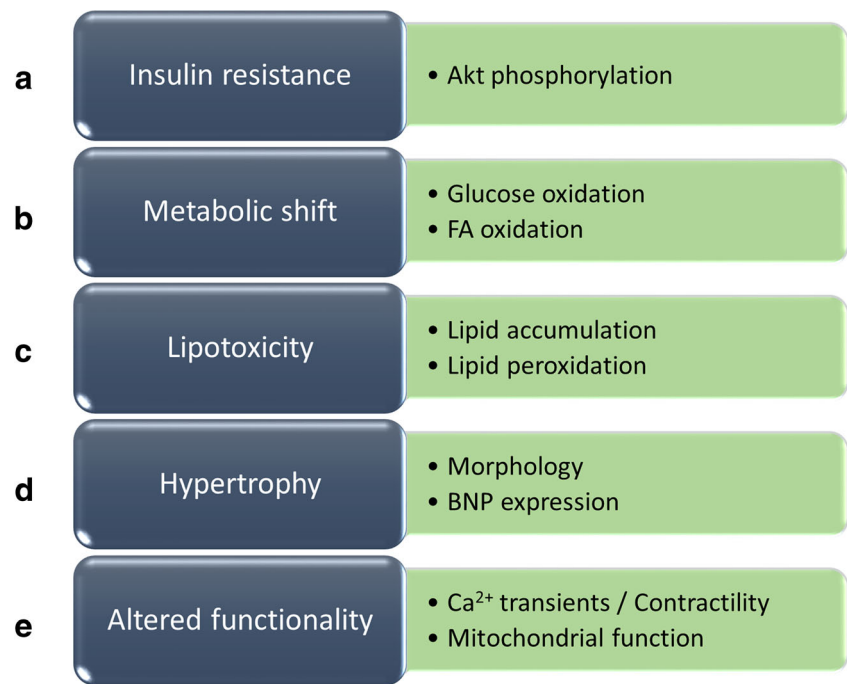 a
Insulin resistance
• Akt phosphorylation
b
Metabolic shift
• Glucose oxidation
• FA oxidation
c
Lipotoxicity
• Lipid accumulation
• Lipid peroxidation
d
Hypertrophy
• Morphology
• BNP expression
e
Altered functionality
• Ca²⁺ transients / Contractility
• Mitochondrial function